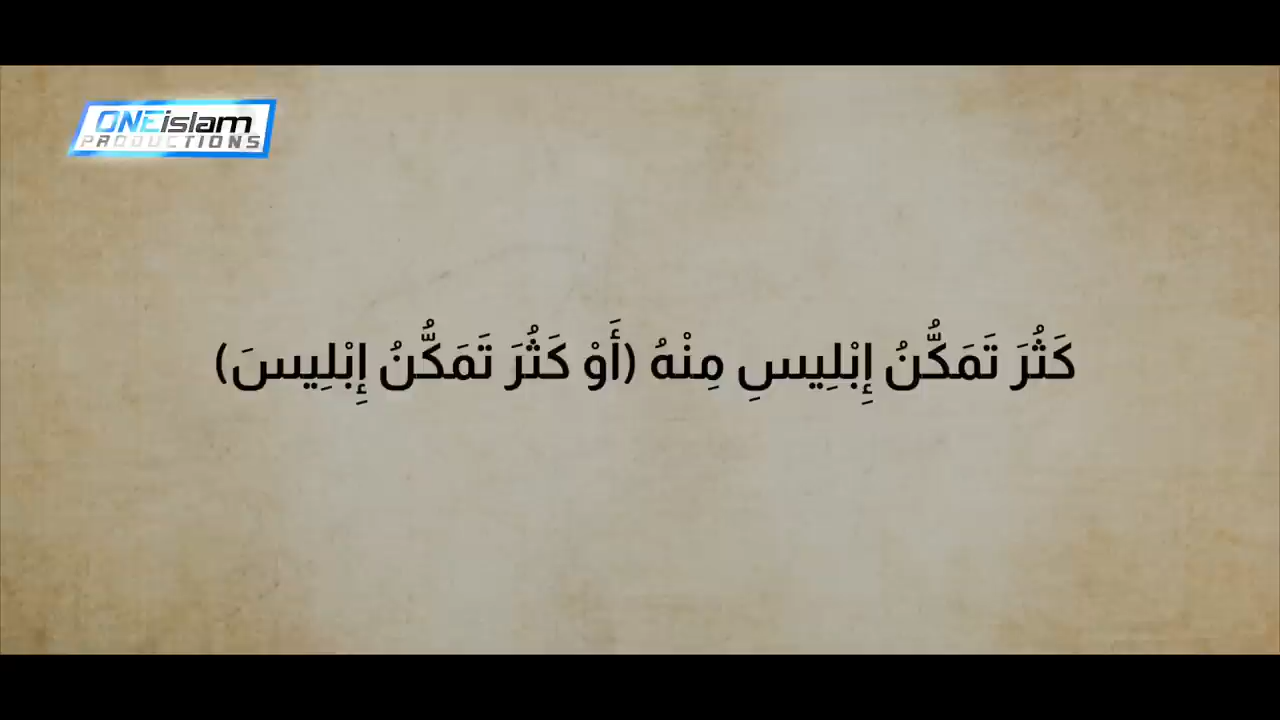 ONEislam
PRODUCTIONS
كَثُرَ تَمَكُّنُ إِبْلِيسِ مِنْهُ (أَوْ كَثُرَ تَمَكُّنُ إِبْلِيسَ)